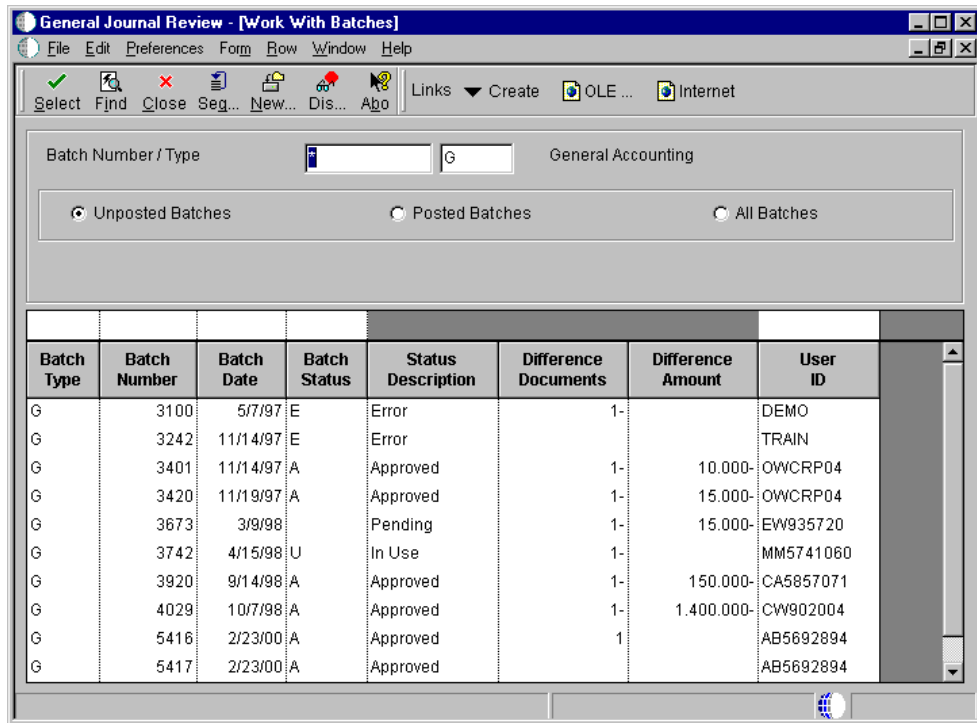 General Journal Review - [Work With Batches]
File Edit Preferences Form Row Window Help
Select Find Close Seq... New... Dis... Abo Links Create OLE ... Internet
Batch Number / Type * G General Accounting
Unposted Batches Posted Batches All Batches
Batch Type Batch Number Batch Date Batch Status Status Description Difference Documents Difference Amount User ID
G 3100 5/7/97 E Error 1- DEMO
G 3242 11/14/97 E Error TRAIN
G 3401 11/14/97 A Approved 1- 10.000- OWCRP04
G 3420 11/19/97 A Approved 1- 15.000- OWCRP04
G 3673 3/9/98 Pending 1- 15.000- EW935720
G 3742 4/15/98 U In Use 1- MM5741060
G 3920 9/14/98 A Approved 1- 150.000- CA5857071
G 4029 10/7/98 A Approved 1- 1.400.000- CW902004
G 5416 2/23/00 A Approved 1 AB5692894
G 5417 2/23/00 A Approved AB5692894